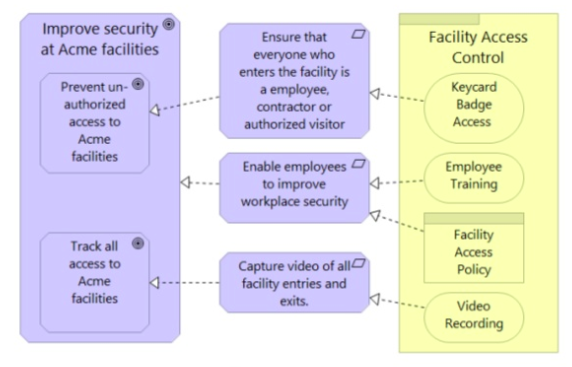 Improve security
at Acme facilities
Prevent un-
authorized
access to
Acme
facilities
Track all
access to
Acme
facilities
Ensure that
everyone who
enters the facility is
a employee,
contractor or
authorized visitor
Enable employees
to improve
workplace security
Capture video of all
facility entries and
exits.
Facility Access
Control
Keycard
Badge
Access
Employee
Training
Facility
Access
Policy
Video
Recording